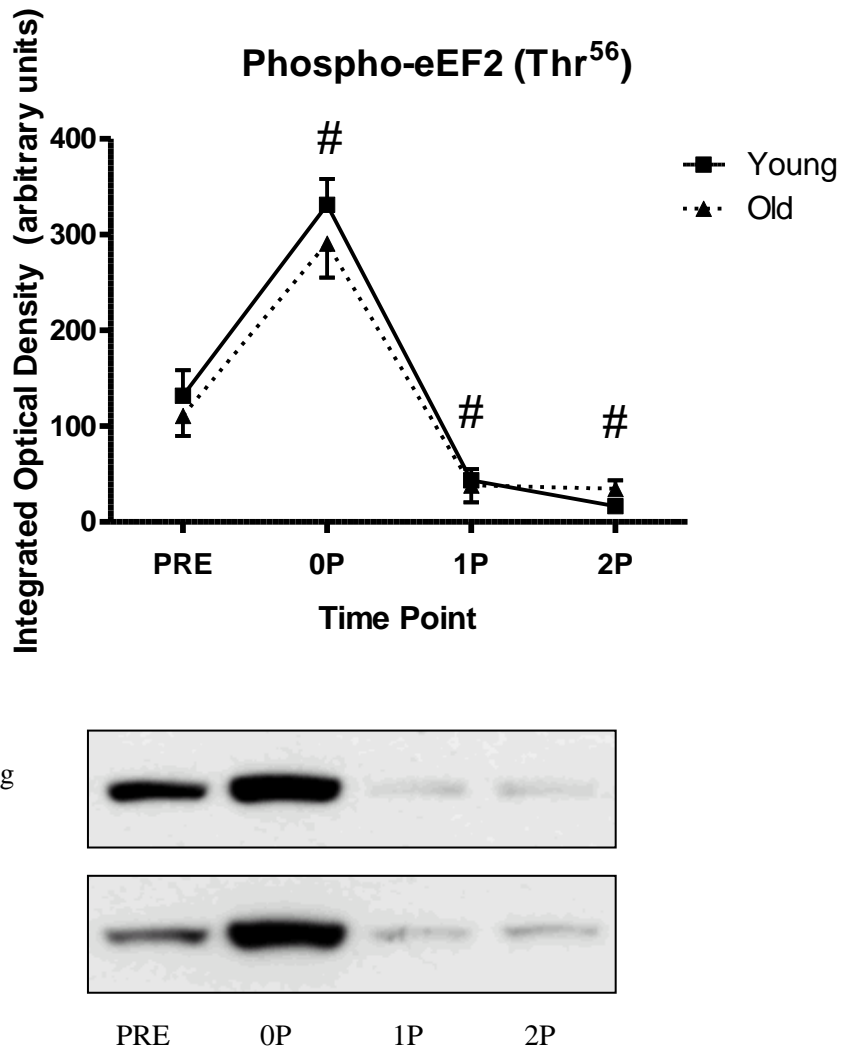 Phospho-eEF2 (Thr56)
Integrated Optical Density (arbitrary units)
400
300
200
100
0
#
#
#
Young
Old
PRE 0P 1P 2P
Time Point
g
PRE 0P 1P 2P